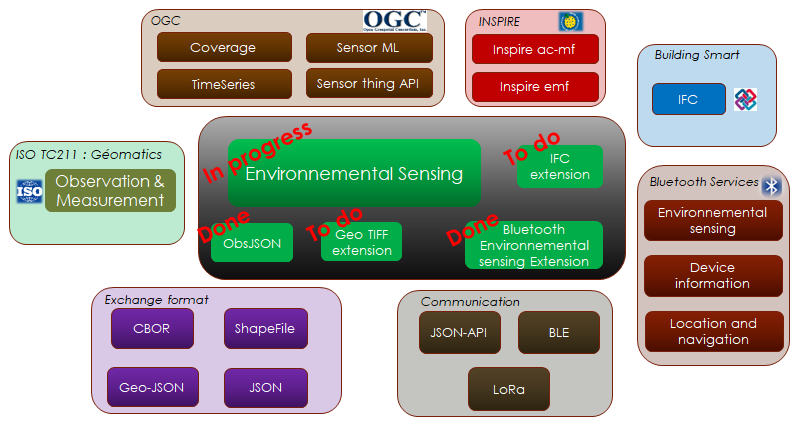 OGC
OGC
Open Geospatial Consortium, Inc.
Coverage
Sensor ML
TimeSeries
Sensor thing API
INSPIRE
Inspire ac-mf
Inspire emf
Building Smart
IFC
ISO TC211 : Géomatics
ISO
Observation &
Measurement
In progress
Environnemental Sensing
To do
IFC
extension
Done
ObsJSON
To do
Geo TIFF
extension
Done
Bluetooth
Environnemental
sensing Extension
Bluetooth Services
Environnemental
sensing
Device
information
Location and
navigation
Exchange format
CBOR
ShapeFile
Geo-JSON
JSON
Communication
JSON-API
BLE
LoRa